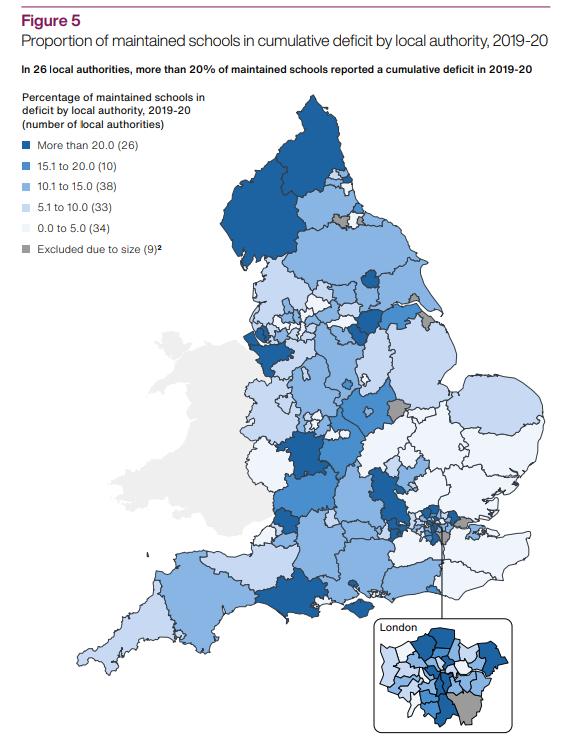 Figure 5
Proportion of maintained schools in cumulative deficit by local authority, 2019-20
In 26 local authorities, more than 20% of maintained schools reported a cumulative deficit in 2019-20
Percentage of maintained schools in
deficit by local authority, 2019-20
(number of local authorities)
More than 20.0 (26)
15.1 to 20.0 (10)
10.1 to 15.0 (38)
5.1 to 10.0 (33)
0.0 to 5.0 (34)
Excluded due to size (9)²
London